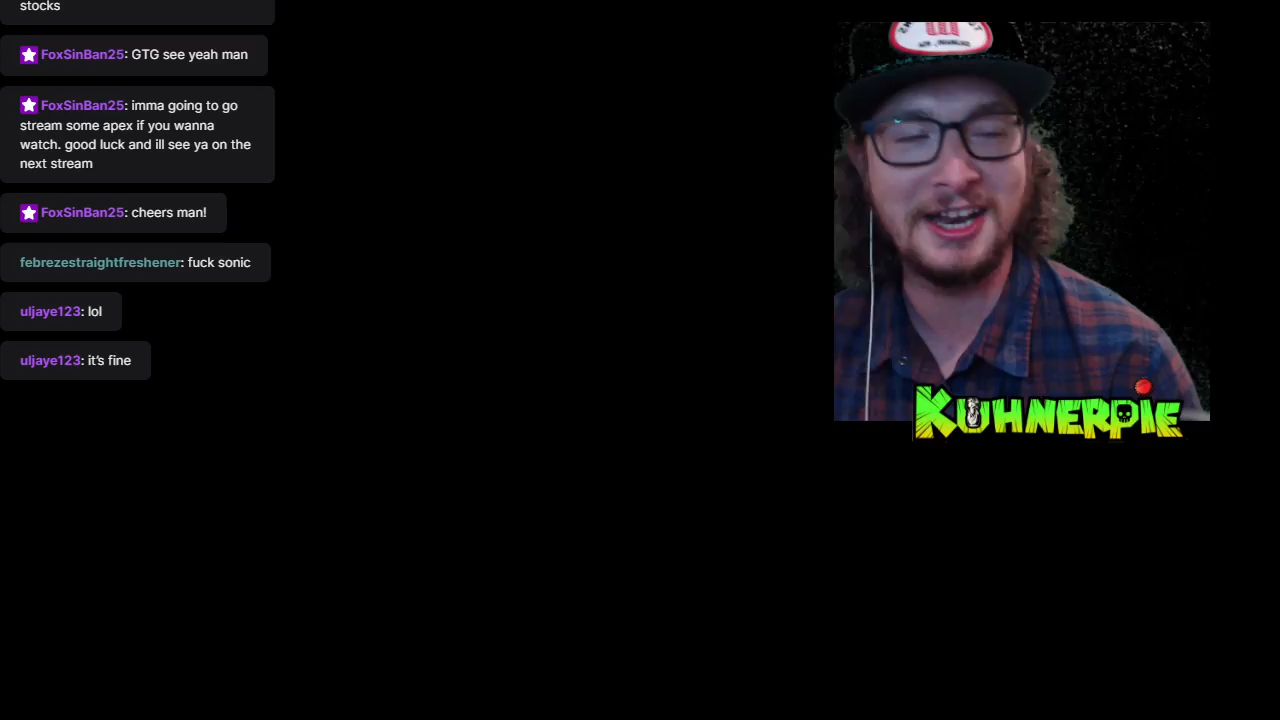 stocks
FoxSinBan25: GTG see yeah man
FoxSinBan25: imma going to go
stream some apex if you wanna
watch. good luck and ill see ya on the
next stream
FoxSinBan25: cheers man!
febrezestraightfreshener: fuck sonic
uljaye123: lol
uljaye123: it's fine
KUHNERPIE